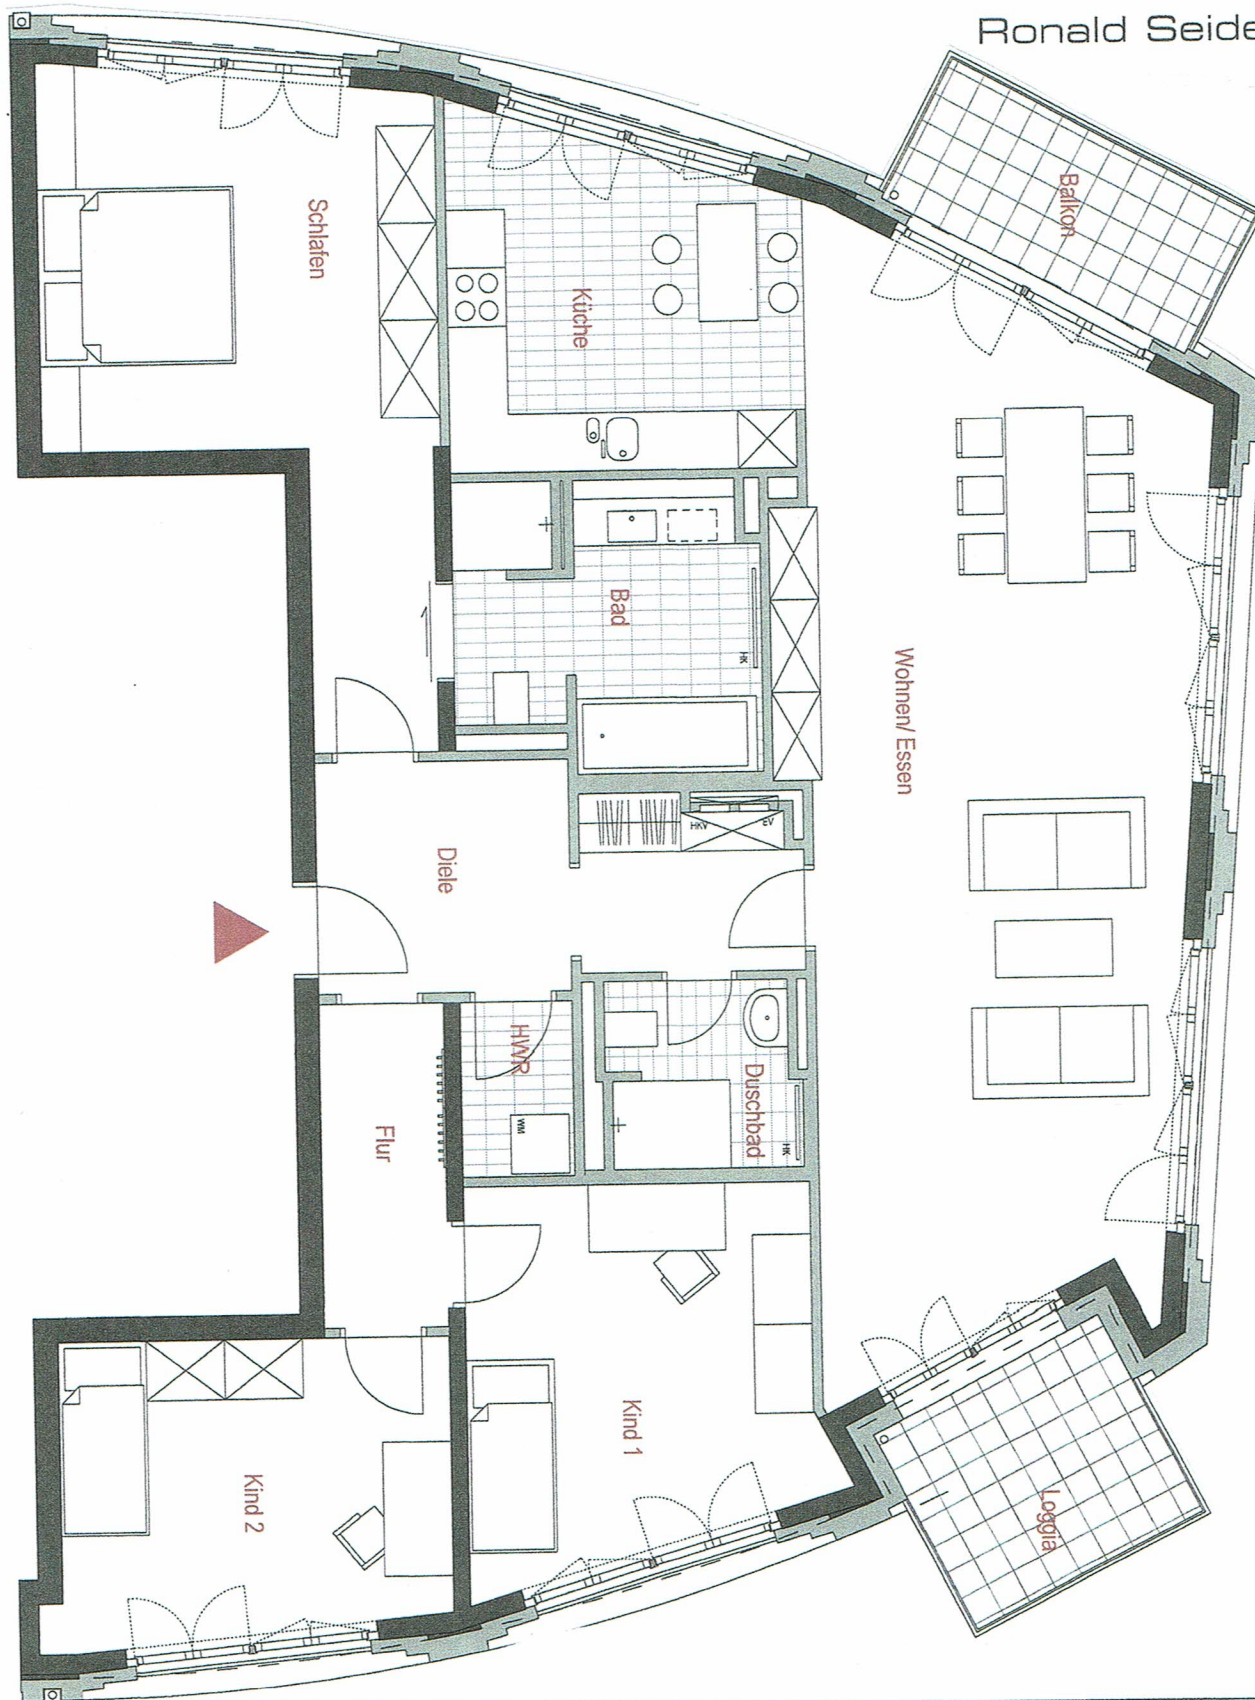 Ronald Seide
Balkon
Schlafen
Küche
Bad
HK
Wohnen/ Essen
Diele
HKV
EV
HWR
WM
Duschbad
HK
Flur
Kind 1
Kind 2
Loggia